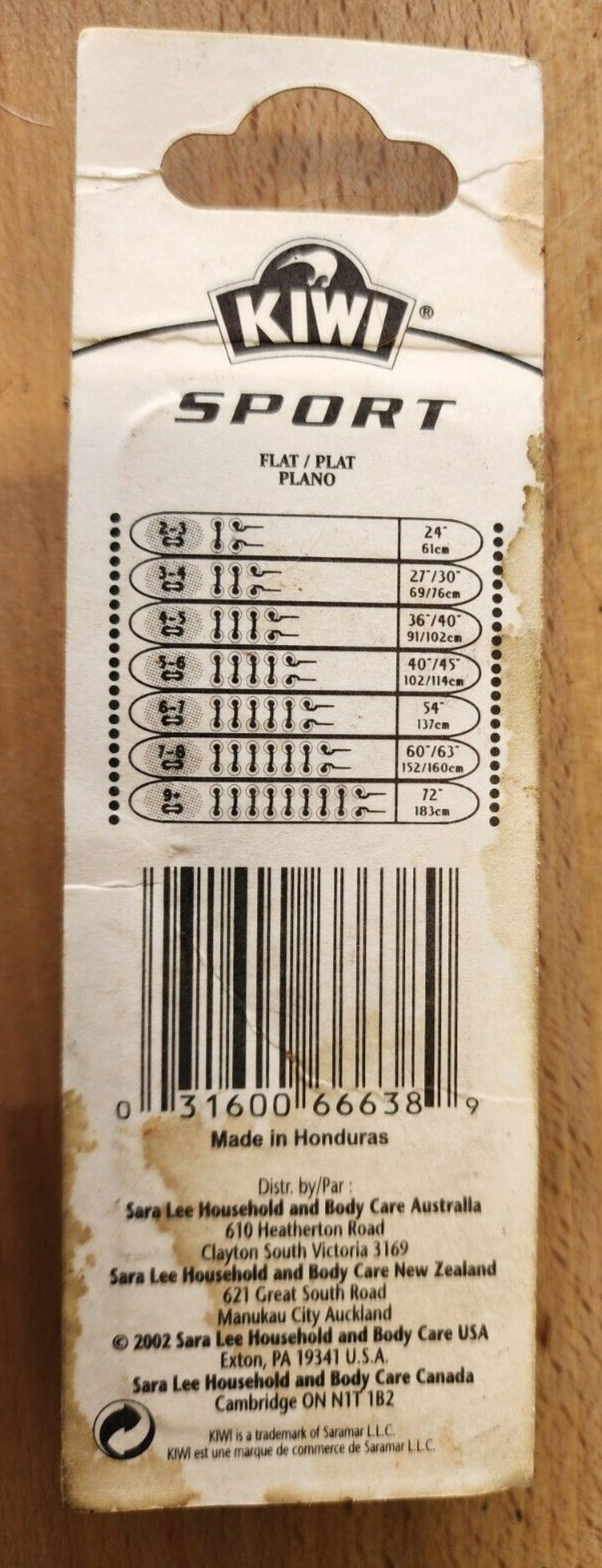 KIWI®
SPORT
FLAT / PLAT
PLANO
2-3 24"
61cm
3-4 27"/30"
69/76cm
4-5 36"/40"
91/102cm
5-6 40"/45"
102/114cm
6-7 54"
137cm
7-8 60"/63"
152/160cm
9+ 72"
183cm
0 31600 66638 9
Made in Honduras
Distr. by/Par :
Sara Lee Household and Body Care Australia
610 Heatherton Road
Clayton South Victoria 3169
Sara Lee Household and Body Care New Zealand
621 Great South Road
Manukau City Auckland
© 2002 Sara Lee Household and Body Care USA
Exton, PA 19341 U.S.A.
Sara Lee Household and Body Care Canada
Cambridge ON N1T 1B2
KIWI is a trademark of Saramar L.L.C.
KIWI est une marque de commerce de Saramar L.L.C.